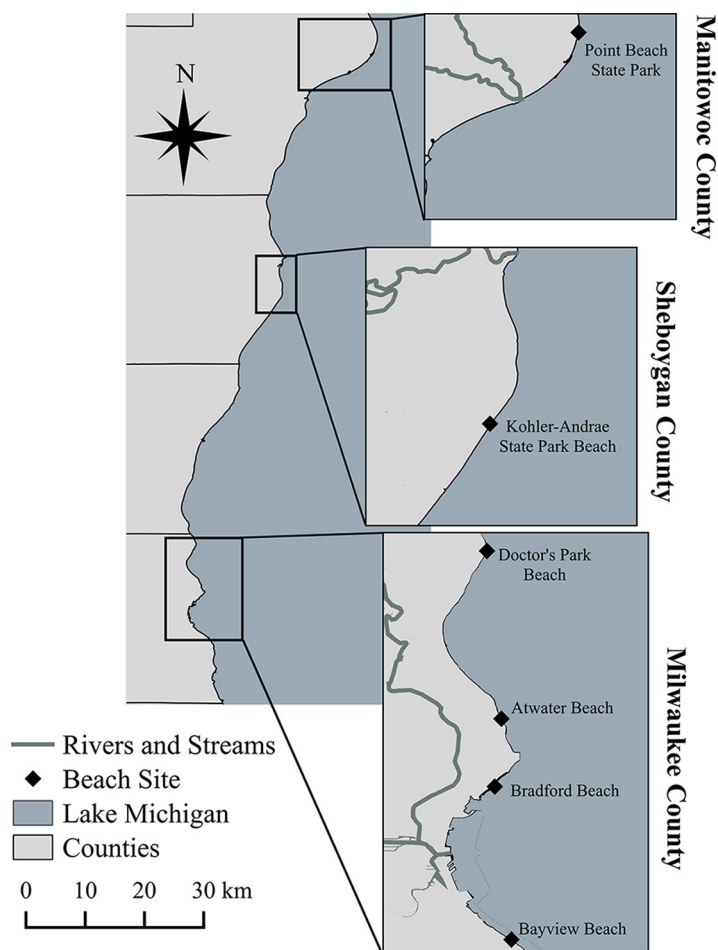 N
Point Beach
State Park
Manitowoc County
Kohler-Andrae
State Park Beach
Sheboygan County
Doctor's Park
Beach
Atwater Beach
Bradford Beach
Bayview Beach
Milwaukee County
Rivers and Streams
Beach Site
Lake Michigan
Counties
0 10 20 30 km